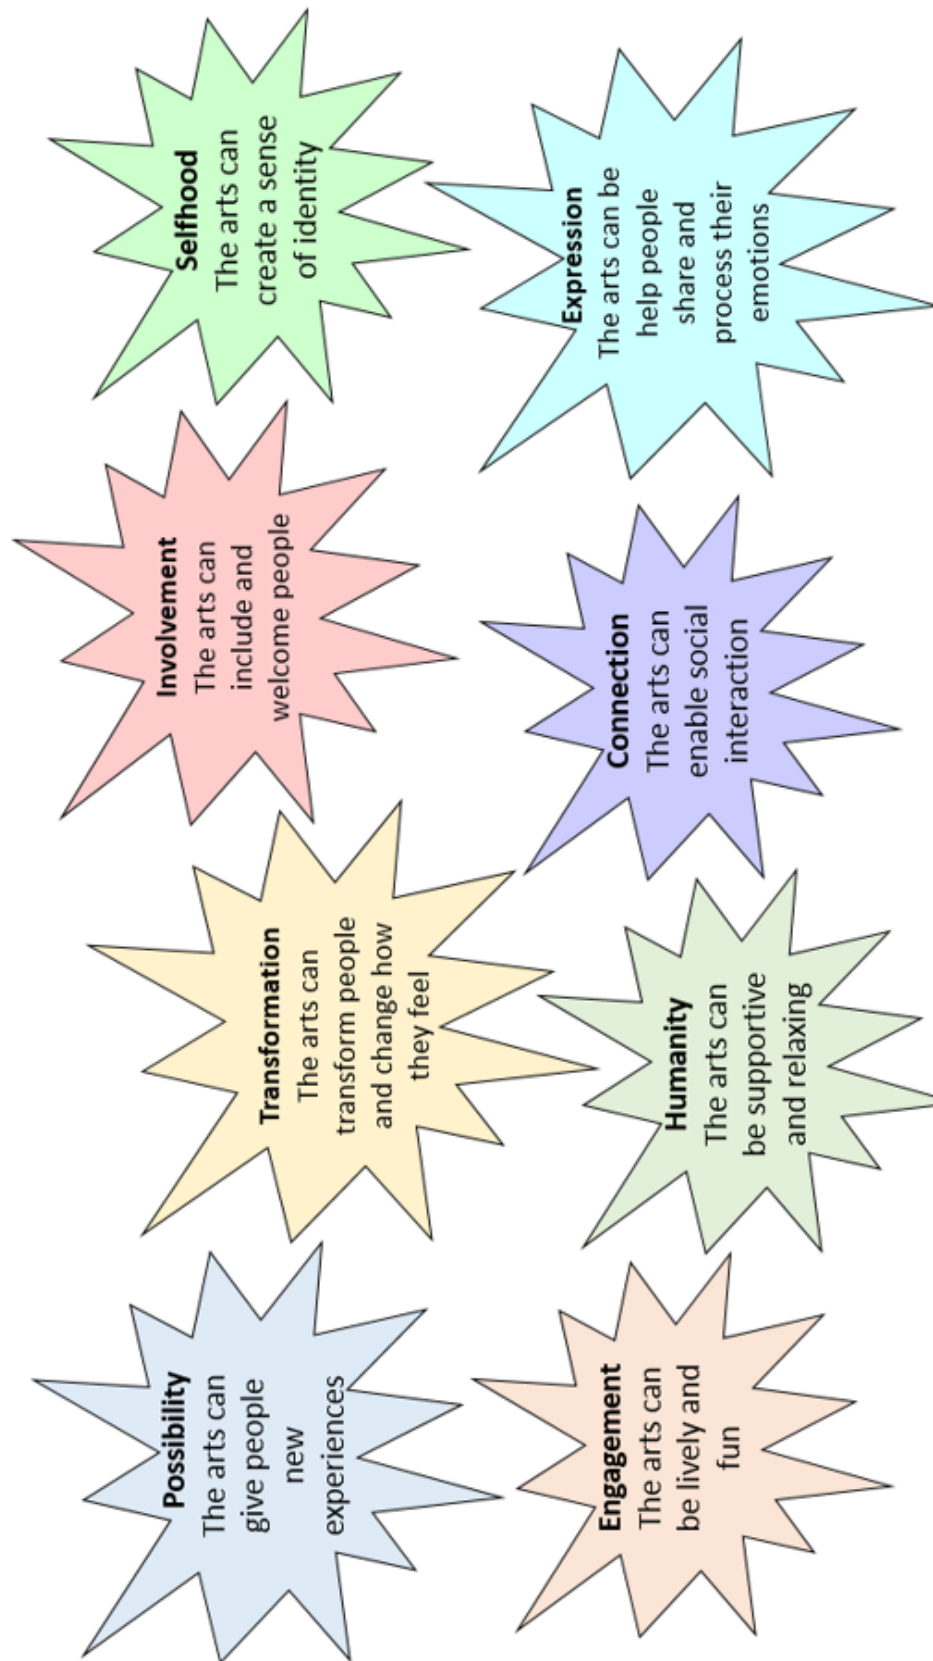 Possibility
The arts can
give people
new
experiences
Transformation
The arts can
transform people
and change how
they feel
Involvement
The arts can
include and
welcome people
Selfhood
The arts can
create a sense
of identity
Engagement
The arts can
be lively and
fun
Humanity
The arts can
be supportive
and relaxing
Connection
The arts can
enable social
interaction
Expression
The arts can be
help people
share and
process their
emotions